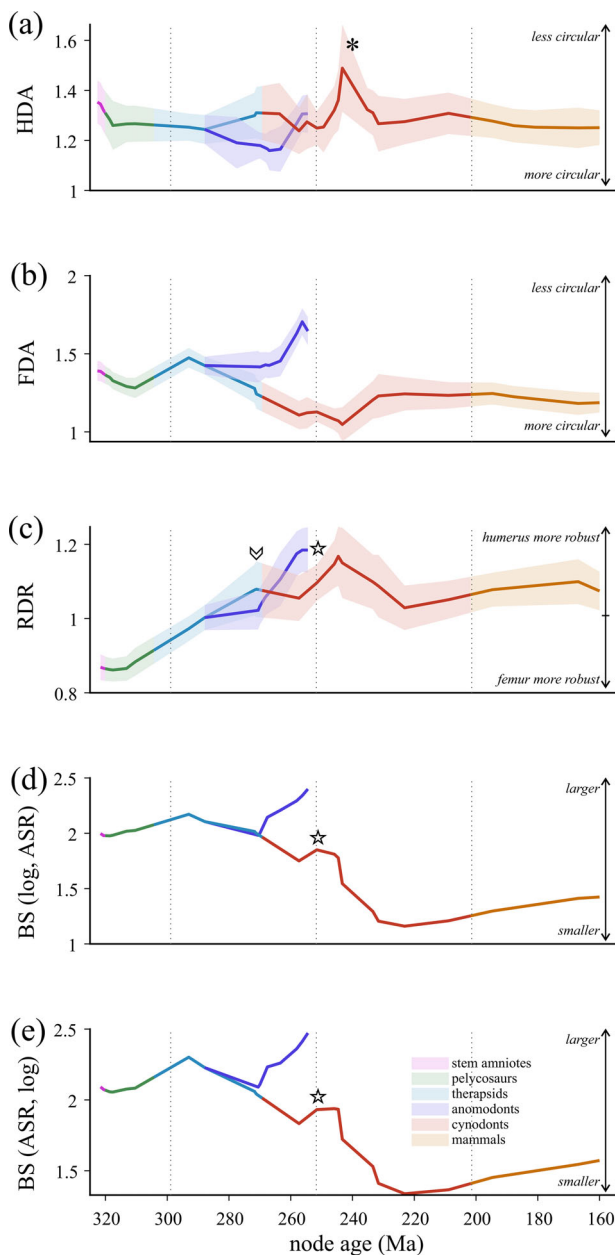 (a)
HDA
1.6
1.4
1.2
1
less circular
more circular
*
(b)
FDA
2
1.5
1
less circular
more circular
(c)
RDR
1.2
1
0.8
humerus more robust
femur more robust
(d)
BS (log, ASR)
2.5
2
1.5
1
larger
smaller
(e)
BS (ASR, log)
2.5
2
1.5
larger
smaller
stem amniotes
pelycosaurs
therapsids
anomodonts
cynodonts
mammals
320 300 280 260 240 220 200 180 160
node age (Ma)